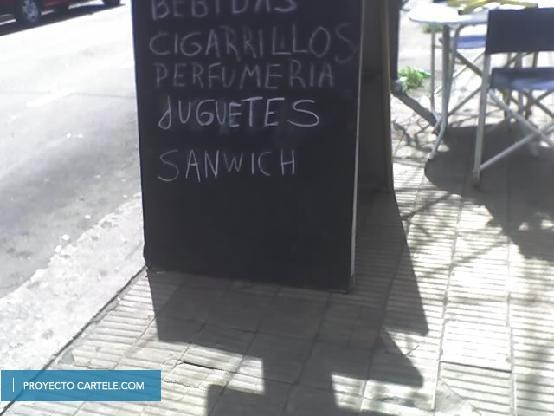 BEBIDAS
CIGARRILLOS
PERFUMERIA
JUGUETES
SANWICH
PROYECTO CARTELE.COM